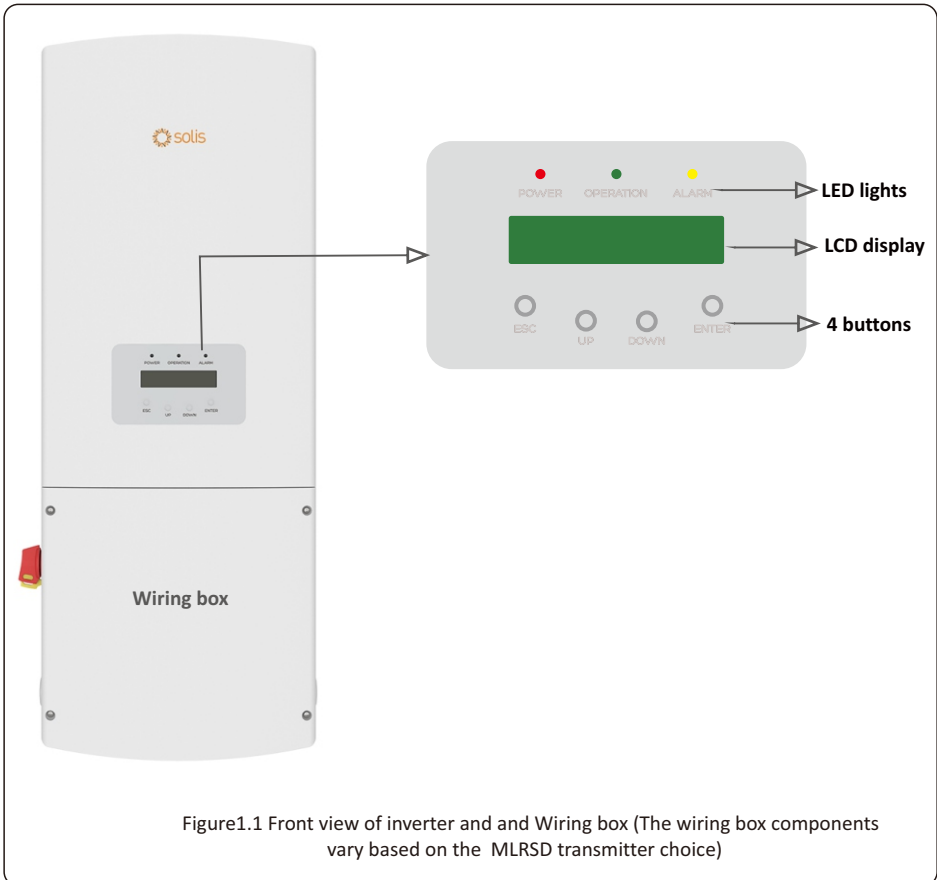 solis
POWER OPERATION ALARM
LED lights
LCD display
ESC UP DOWN ENTER
4 buttons
POWER OPERATION ALARM
ESC UP DOWN ENTER
Wiring box
Figure1.1 Front view of inverter and and Wiring box (The wiring box components
vary based on the MLRSD transmitter choice)